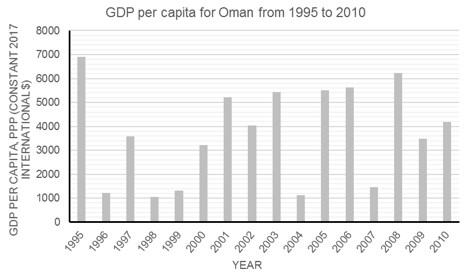 GDP per capita for Oman from 1995 to 2010
GDP PER CAPITA, PPP (CONSTANT 2017
INTERNATIONAL$)
8000
7000
6000
5000
4000
3000
2000
1000
0
1995 1996 1997 1998 1999 2000 2001 2002 2003 2004 2005 2006 2007 2008 2009 2010
YEAR